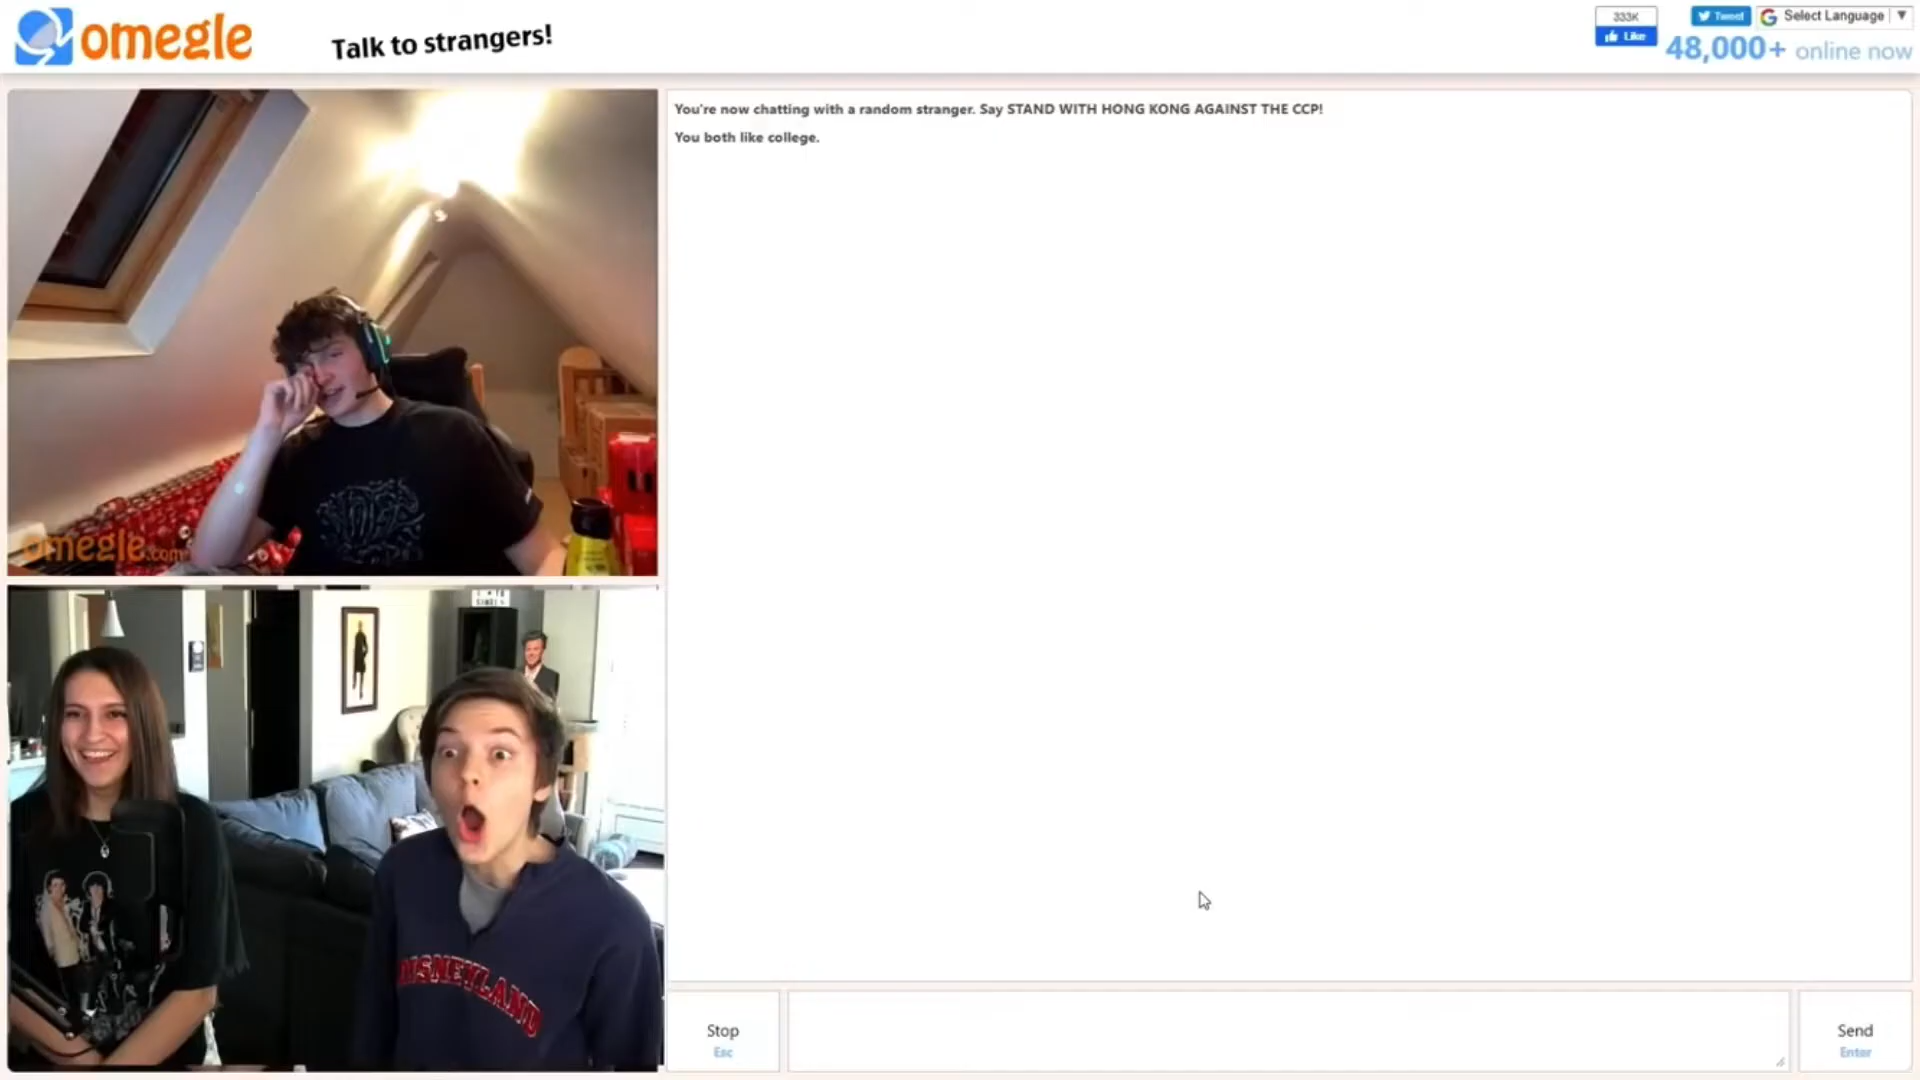 omegle
Talk to strangers!
333K
Like
Tweet
Select Language
48,000+ online now
You're now chatting with a random stranger. Say STAND WITH HONG KONG AGAINST THE CCP!
You both like college.
omegle.com
DISNEYLAND
Stop
Esc
Send
Enter